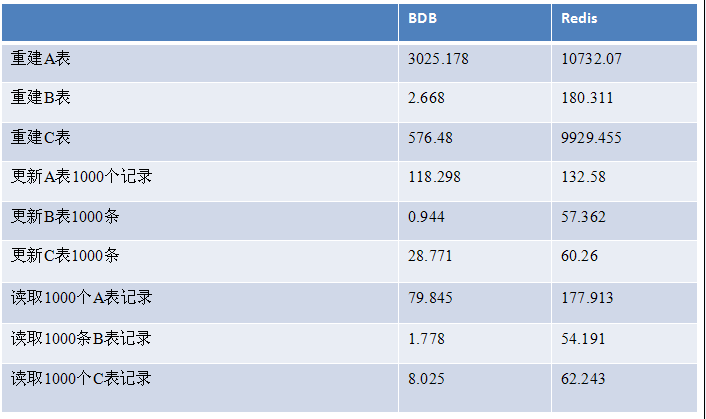 BDB Redis
重建A表 3025.178 10732.07
重建B表 2.668 180.311
重建C表 576.48 9929.455
更新A表1000个记录 118.298 132.58
更新B表1000条 0.944 57.362
更新C表1000条 28.771 60.26
读取1000个A表记录 79.845 177.913
读取1000条B表记录 1.778 54.191
读取1000个C表记录 8.025 62.243